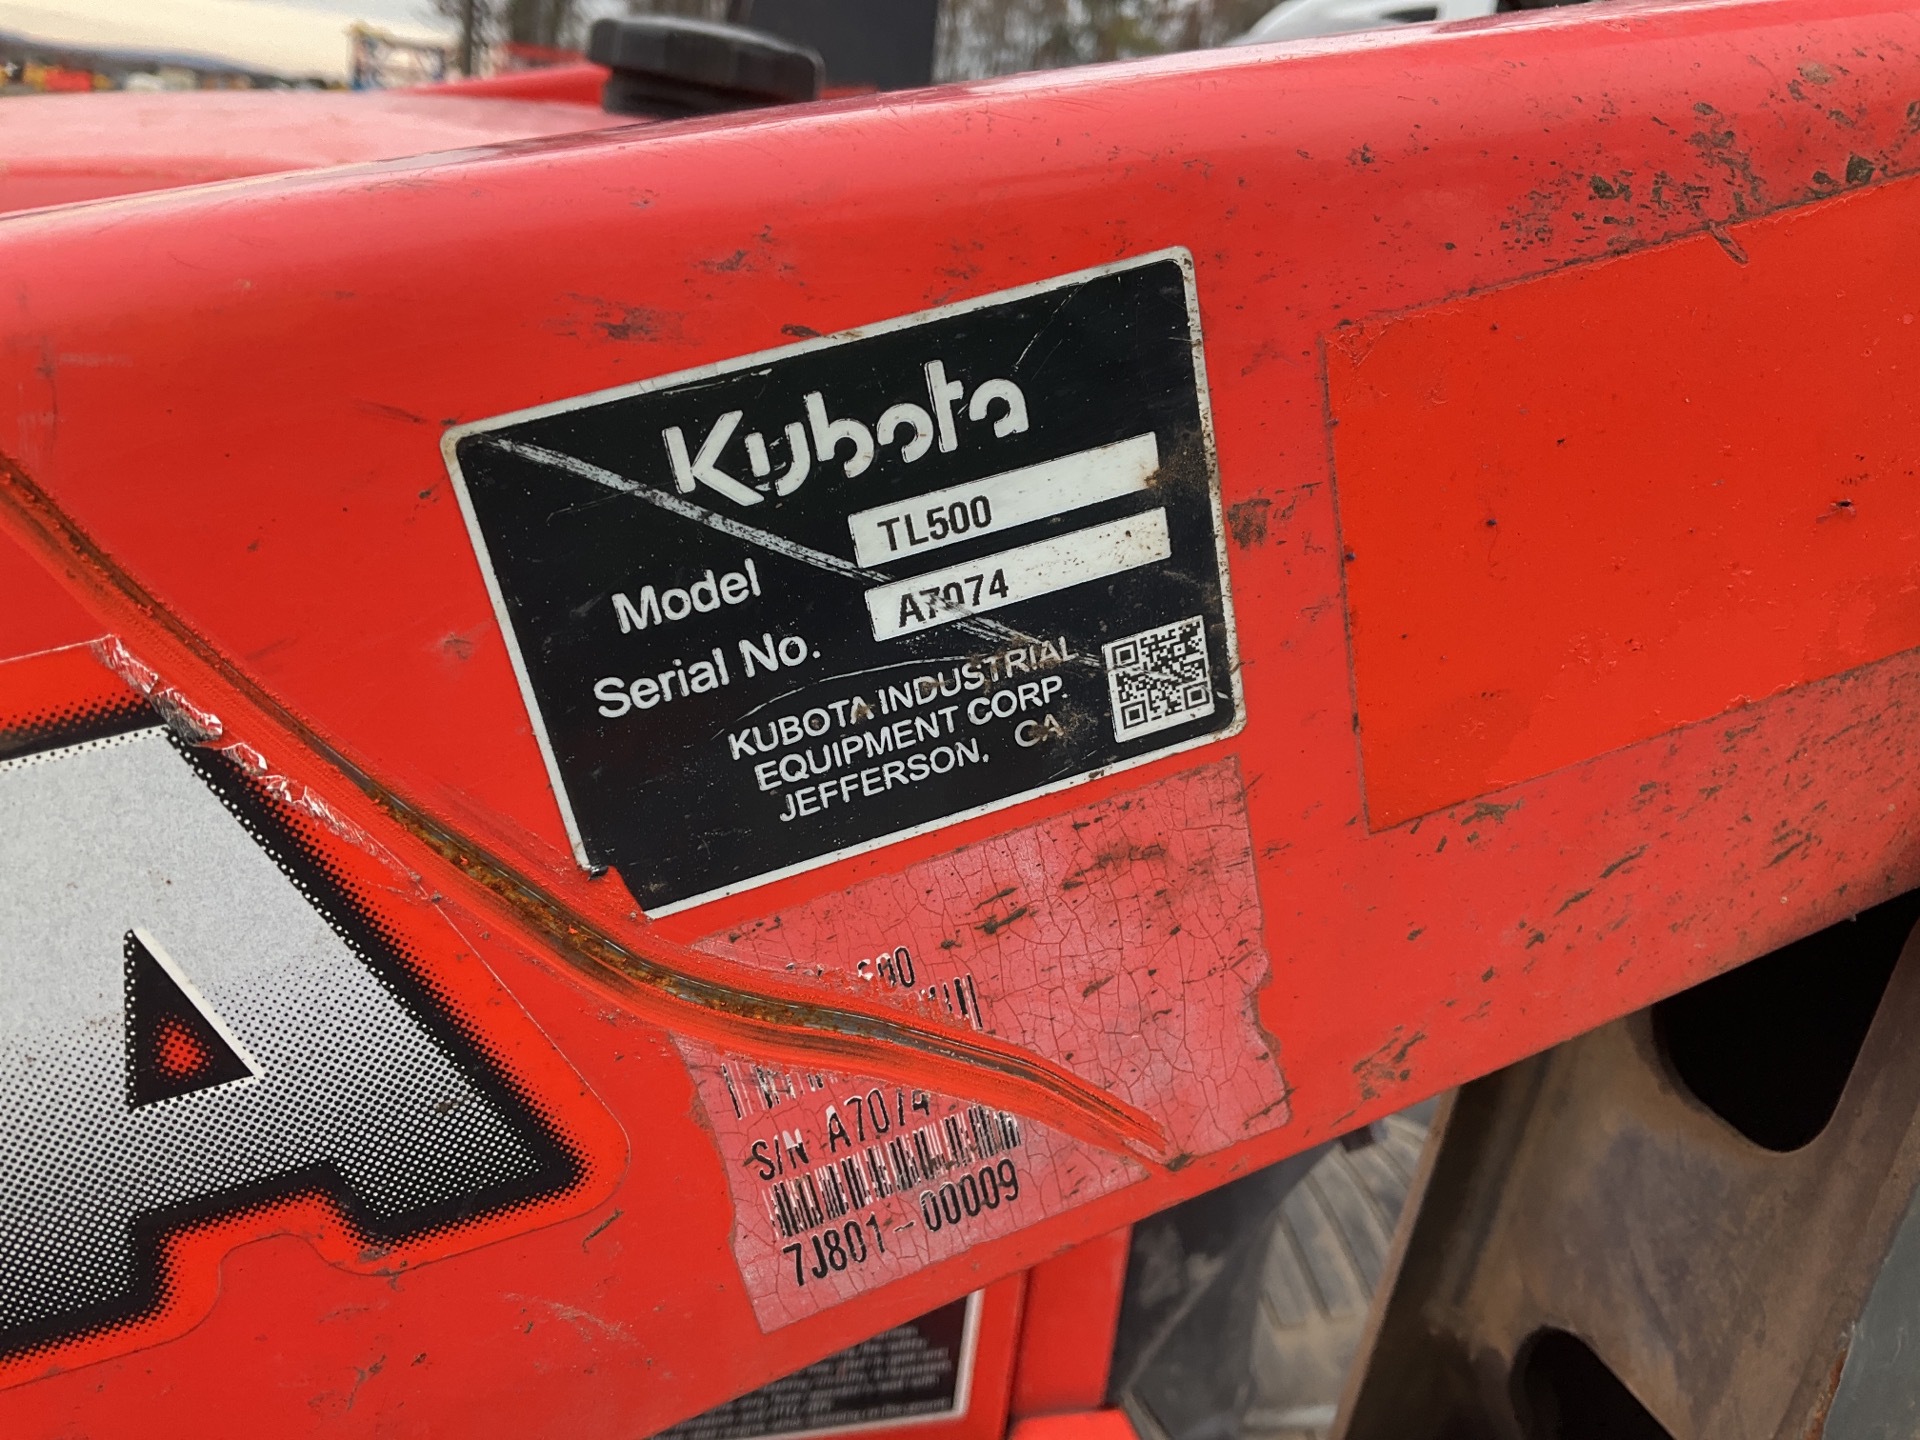 Kubota
Model TL500
Serial No. A7074
KUBOTA INDUSTRIAL
EQUIPMENT CORP.
JEFFERSON, GA
S/N A7074
7J801-00009
A